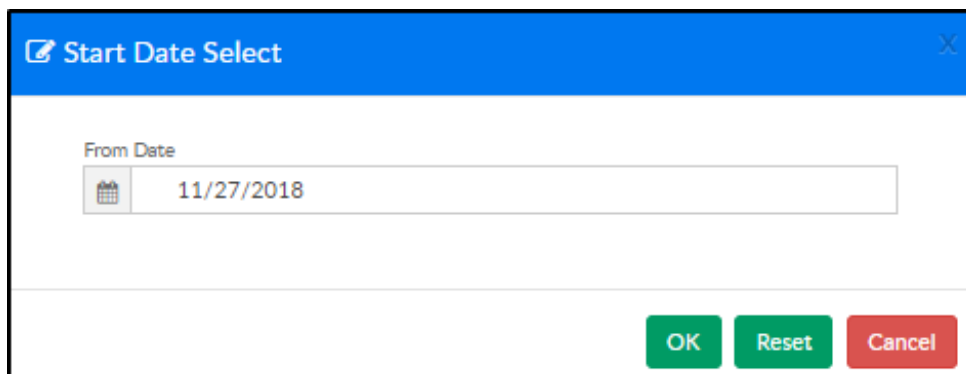 Start Date Select
X
From Date
11/27/2018
OK Reset Cancel